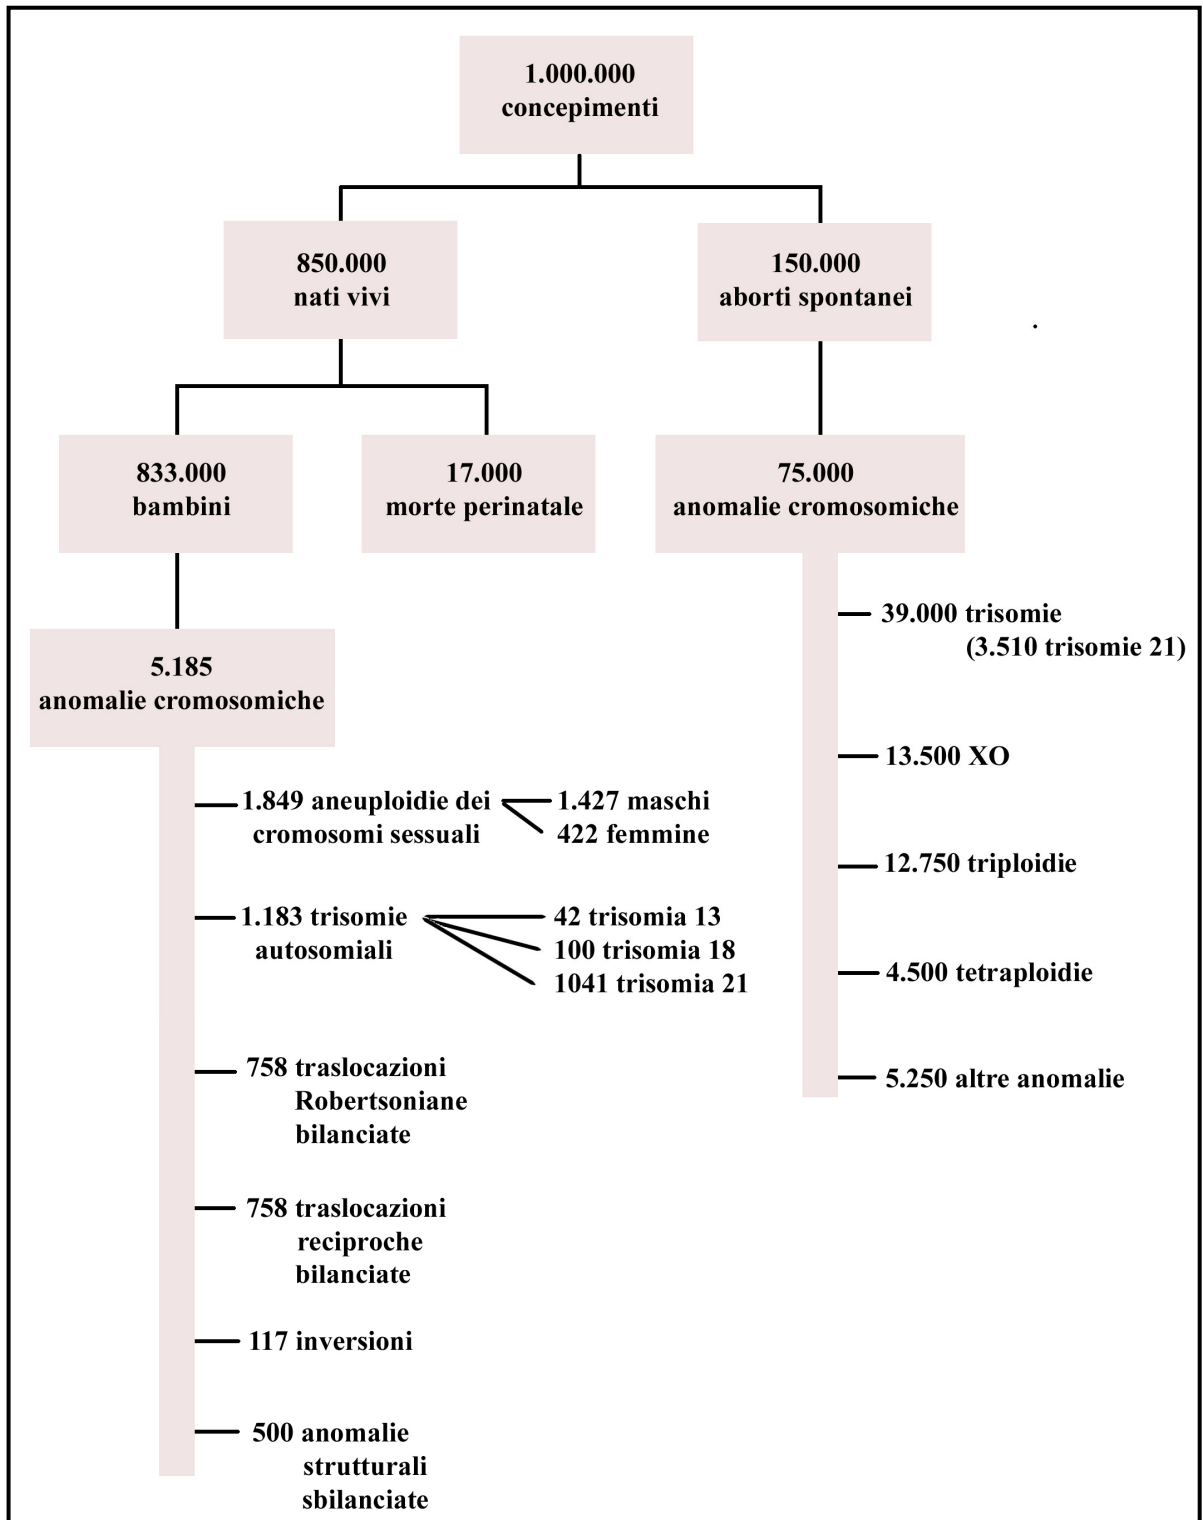 1.000.000
concepimenti
850.000
nati vivi
150.000
aborti spontanei
833.000
bambini
17.000
morte perinatale
75.000
anomalie cromosomiche
5.185
anomalie cromosomiche
1.849 aneuploidie dei
cromosomi sessuali
1.427 maschi
422 femmine
1.183 trisomie
autosomiali
42 trisomia 13
100 trisomia 18
1041 trisomia 21
758 traslocazioni
Robertsoniane
bilanciate
758 traslocazioni
reciproche
bilanciate
117 inversioni
500 anomalie
strutturali
sbilanciate
39.000 trisomie
(3.510 trisomie 21)
13.500 XO
12.750 triploidie
4.500 tetraploidie
5.250 altre anomalie